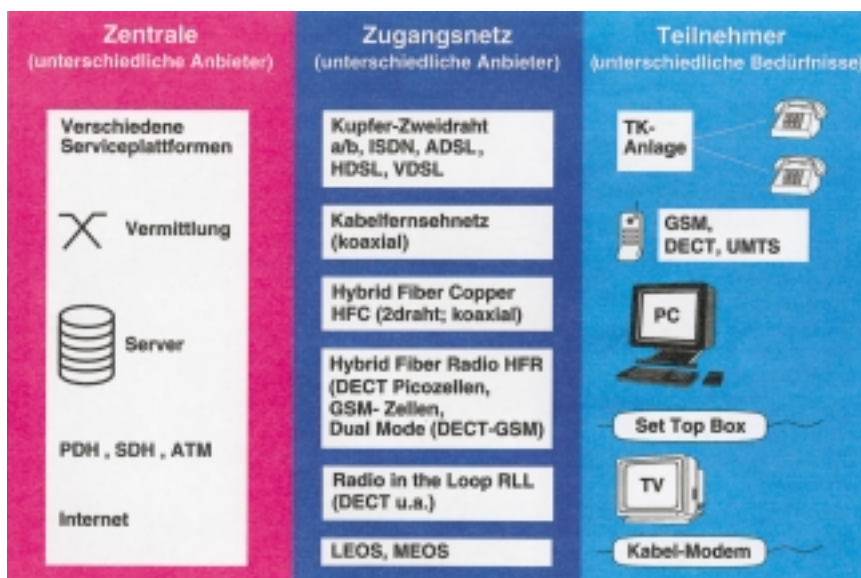 Zentrale
(unterschiedliche Anbieter)
Verschiedene
Serviceplattformen
Vermittlung
Server
PDH , SDH , ATM
Internet
Zugangsnetz
(unterschiedliche Anbieter)
Kupfer-Zweidraht
a/b, ISDN, ADSL,
HDSL, VDSL
Kabelfernsehnetz
(koaxial)
Hybrid Fiber Copper
HFC (2draht; koaxial)
Hybrid Fiber Radio HFR
(DECT Picozellen,
GSM- Zellen,
Dual Mode (DECT-GSM)
Radio in the Loop RLL
(DECT u.a.)
LEOS, MEOS
Teilnehmer
(unterschiedliche Bedürfnisse)
TK-
Anlage
GSM,
DECT, UMTS
PC
Set Top Box
TV
Kabel-Modem